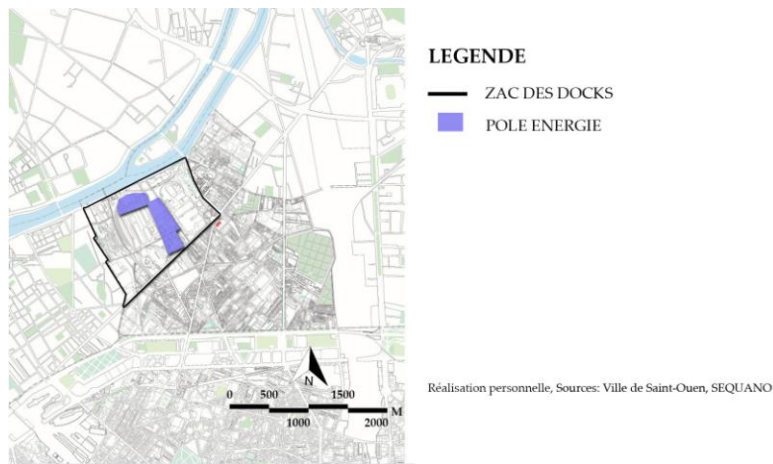 LEGENDE
ZAC DES DOCKS
POLE ENERGIE
N
0 500 1500
M
1000 2000
Réalisation personnelle, Sources: Ville de Saint-Ouen, SEQUANO